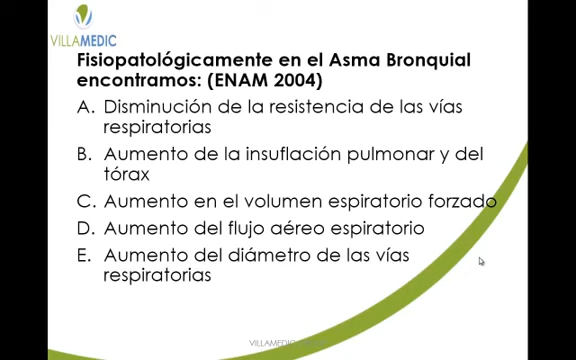 VILLAMEDIC
Fisiopatológicamente en el Asma Bronquial
encontramos: (ENAM 2004)
A. Disminución de la resistencia de las vías
respiratorias
B. Aumento de la insuflación pulmonar y del
tórax
C. Aumento en el volumen espiratorio forzado
D. Aumento del flujo aéreo espiratorio
E. Aumento del diámetro de las vías
respiratorias
VILLAMEDIC